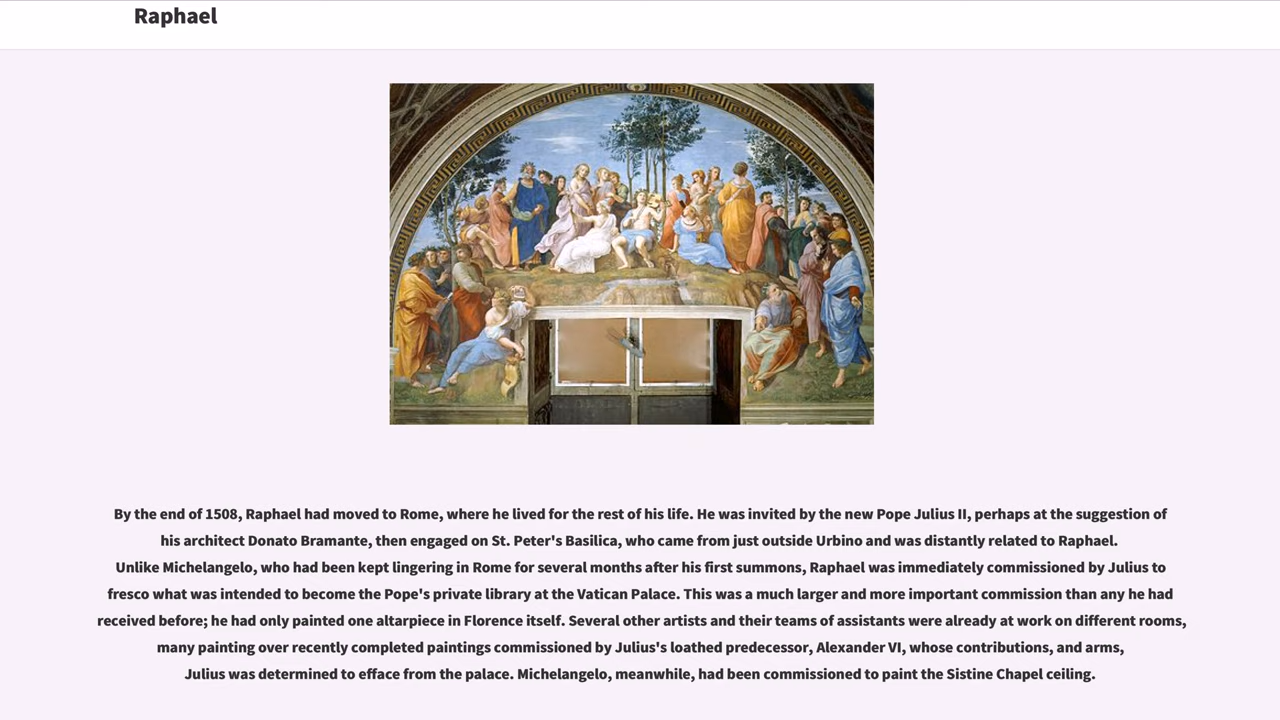 Raphael
By the end of 1508, Raphael had moved to Rome, where he lived for the rest of his life. He was invited by the new Pope Julius II, perhaps at the suggestion of
his architect Donato Bramante, then engaged on St. Peter's Basilica, who came from just outside Urbino and was distantly related to Raphael.
Unlike Michelangelo, who had been kept lingering in Rome for several months after his first summons, Raphael was immediately commissioned by Julius to
fresco what was intended to become the Pope's private library at the Vatican Palace. This was a much larger and more important commission than any he had
received before; he had only painted one altarpiece in Florence itself. Several other artists and their teams of assistants were already at work on different rooms,
many painting over recently completed paintings commissioned by Julius's loathed predecessor, Alexander VI, whose contributions, and arms,
Julius was determined to efface from the palace. Michelangelo, meanwhile, had been commissioned to paint the Sistine Chapel ceiling.